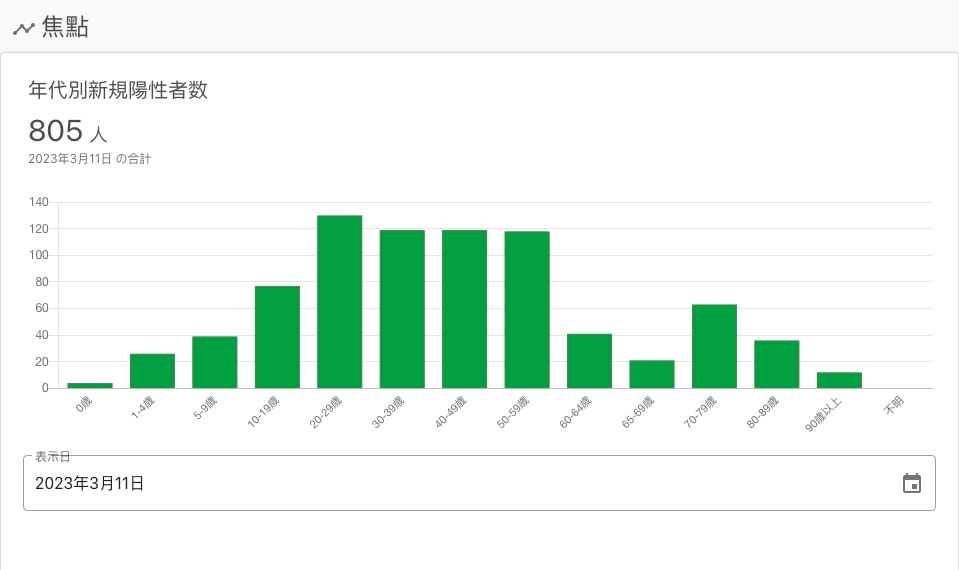 焦點
年代別新規陽性者数
805 人
2023年3月11日 の合計
140
120
100
80
60
40
20
0
0歳 1-4歳 5-9歳 10-19歳 20-29歳 30-39歳 40-49歳 50-59歳 60-64歳 65-69歳 70-79歳 80-89歳 90歳以上 不明
表示日
2023年3月11日